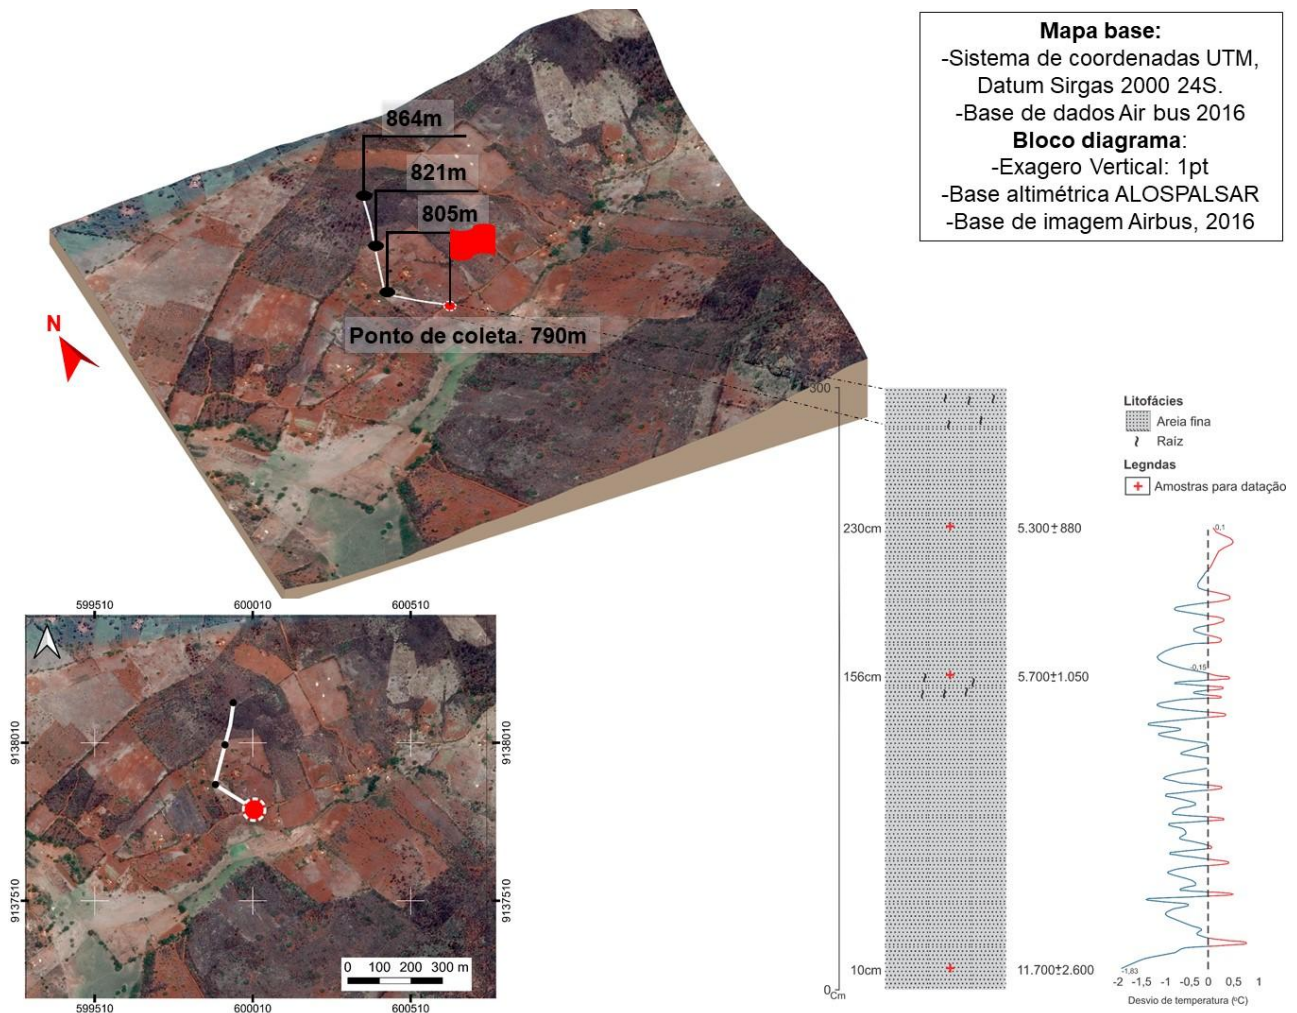 Mapa base:
-Sistema de coordenadas UTM,
Datum Sirgas 2000 24S.
-Base de dados Air bus 2016
Bloco diagrama:
-Exagero Vertical: 1pt
-Base altimétrica ALOSPALSAR
-Base de imagem Airbus, 2016
864m
821m
805m
Ponto de coleta. 790m
N
300
230cm
156cm
10cm
0
Cm
5.300±880
5.700±1.050
11.700±2.600
Litofácies
Areia fina
Raíz
Legndas
Amostras para datação
-0,1
-0,15
-1,83
-2 -1,5 -1 -0,5 0 0,5 1
Desvio de temperatura (ºC)
599510 600010 600510
9138010 9138010
9137510 9137510
0 100 200 300 m
599510 600010 600510